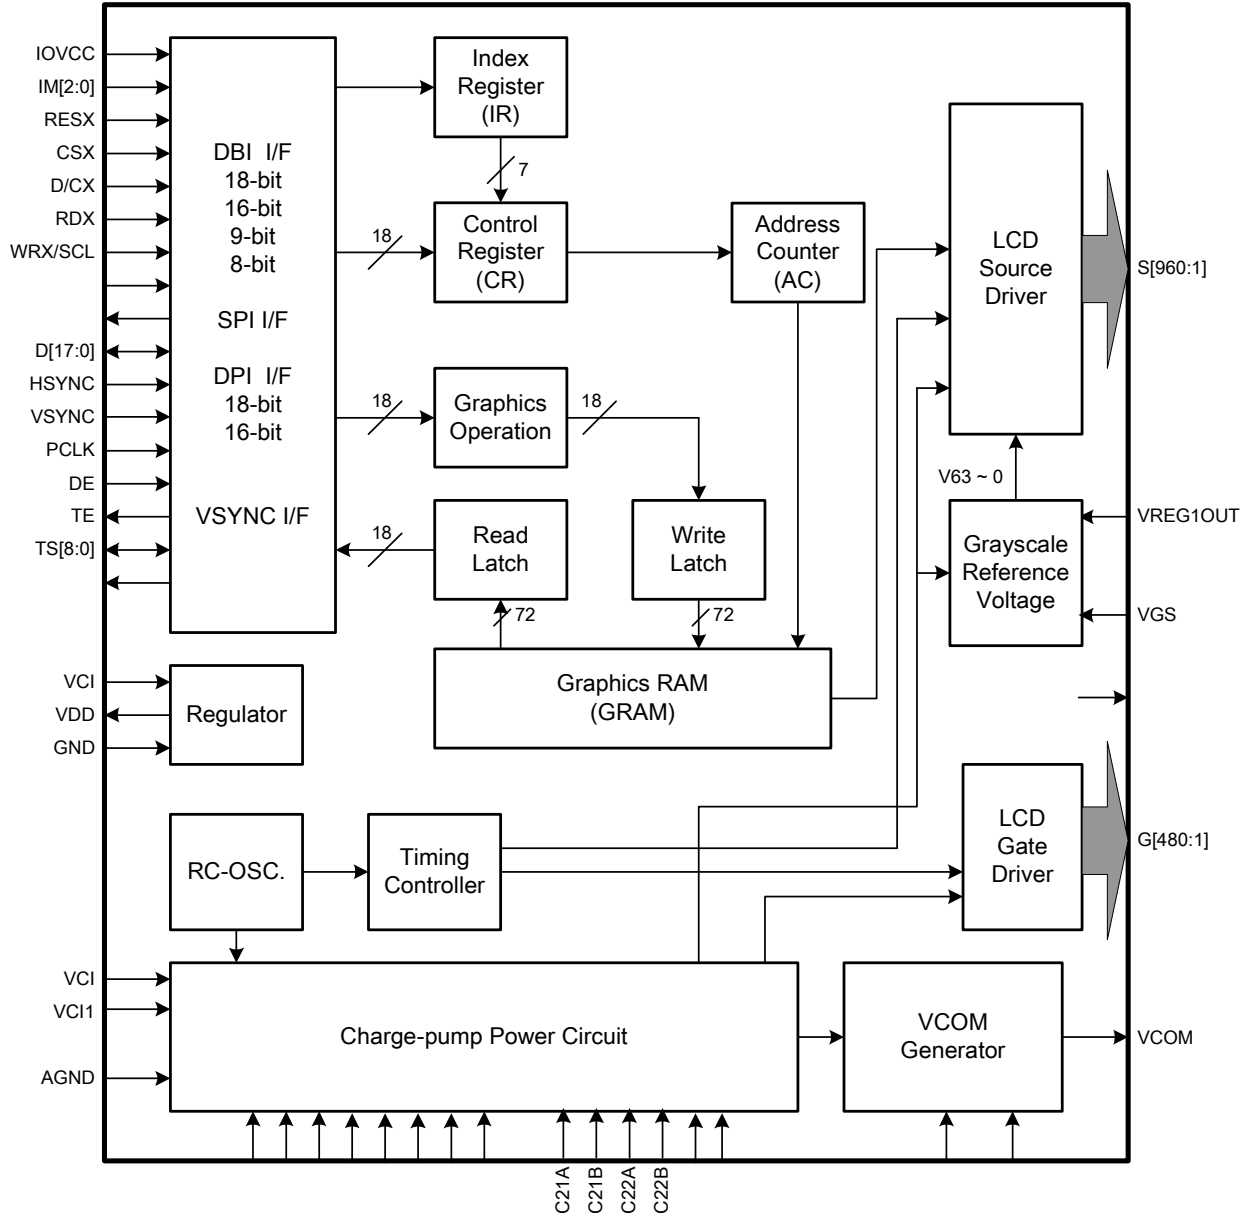 IOVCC
IM[2:0]
RESX
CSX
D/CX
RDX
WRX/SCL
D[17:0]
HSYNC
VSYNC
PCLK
DE
TE
TS[8:0]
DBI I/F
18-bit
16-bit
9-bit
8-bit
SPI I/F
DPI I/F
18-bit
16-bit
VSYNC I/F
Index
Register
(IR)
7
18
Control
Register
(CR)
Address
Counter
(AC)
LCD
Source
Driver
S[960:1]
18
Graphics
Operation
18
V63 ~ 0
18
Read
Latch
Write
Latch
72
72
Grayscale
Reference
Voltage
VREG1OUT
VGS
Graphics RAM
(GRAM)
VCI
VDD
GND
Regulator
RC-OSC.
Timing
Controller
LCD
Gate
Driver
G[480:1]
VCI
VCI1
AGND
Charge-pump Power Circuit
VCOM
Generator
VCOM
C21A
C21B
C22A
C22B